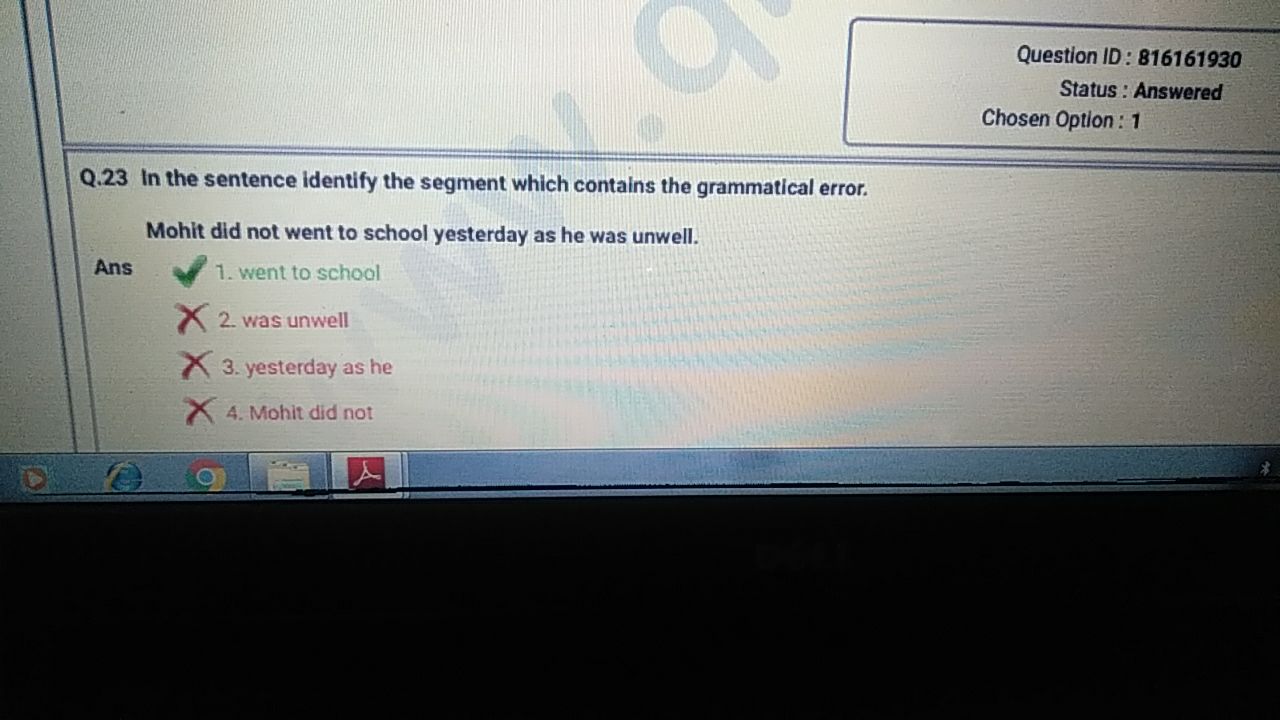 Question ID : 816161930
Status : Answered
Chosen Option : 1
Q.23 In the sentence identify the segment which contains the grammatical error.
Mohit did not went to school yesterday as he was unwell.
Ans 1. went to school
2. was unwell
3. yesterday as he
4. Mohit did not